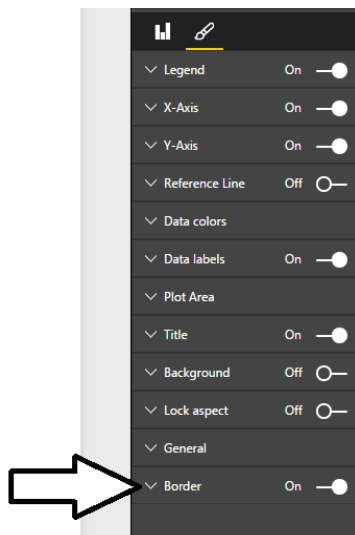 Legend On
X-Axis On
Y-Axis On
Reference Line Off
Data colors
Data labels On
Plot Area
Title On
Background Off
Lock aspect Off
General
Border On